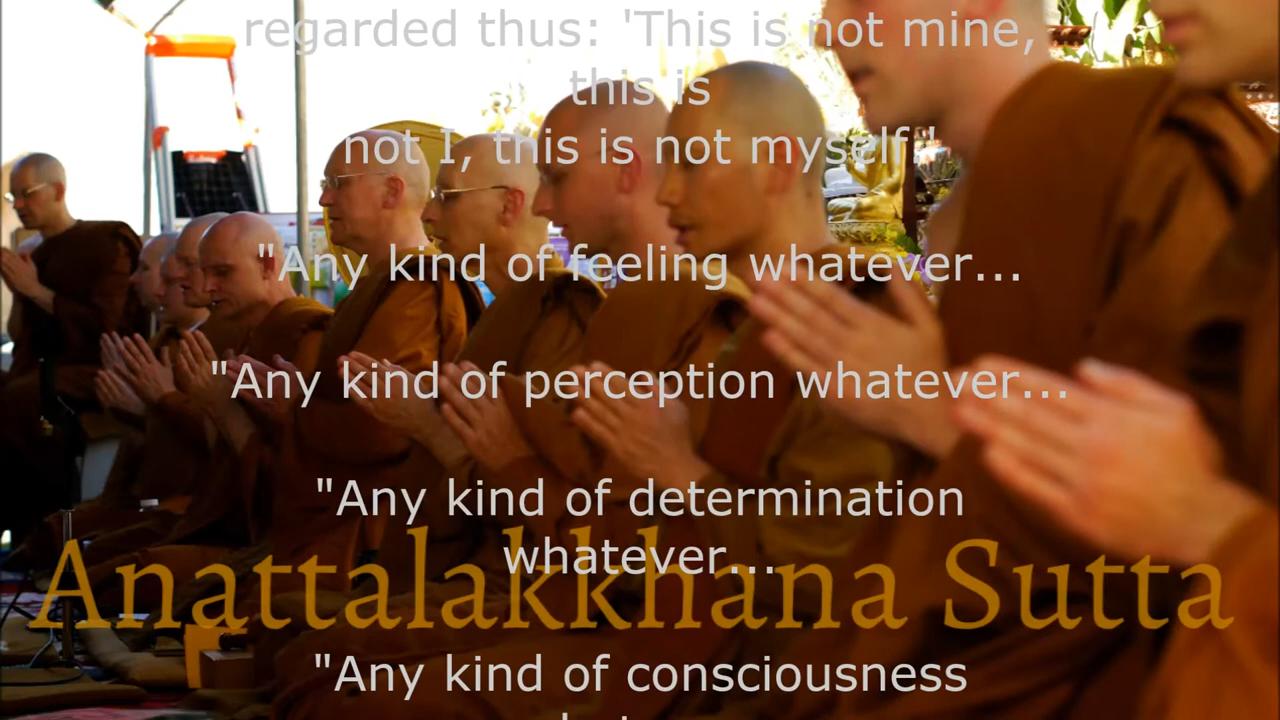 regarded thus: 'This is not mine,
this is
not I, this is not myself.'
"Any kind of feeling whatever...
"Any kind of perception whatever...
"Any kind of determination
whatever...
Anattalakkhana Sutta
"Any kind of consciousness